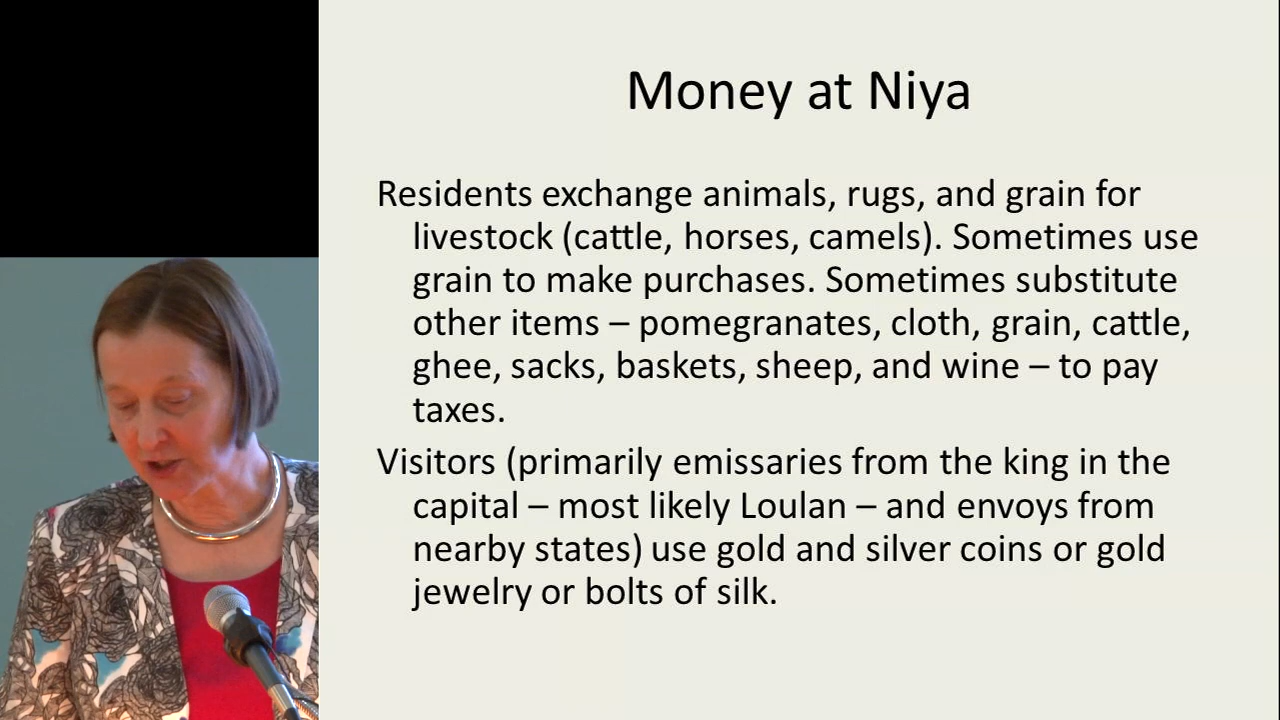 Money at Niya
Residents exchange animals, rugs, and grain for
livestock (cattle, horses, camels). Sometimes use
grain to make purchases. Sometimes substitute
other items – pomegranates, cloth, grain, cattle,
ghee, sacks, baskets, sheep, and wine – to pay
taxes.
Visitors (primarily emissaries from the king in the
capital – most likely Loulan – and envoys from
nearby states) use gold and silver coins or gold
jewelry or bolts of silk.